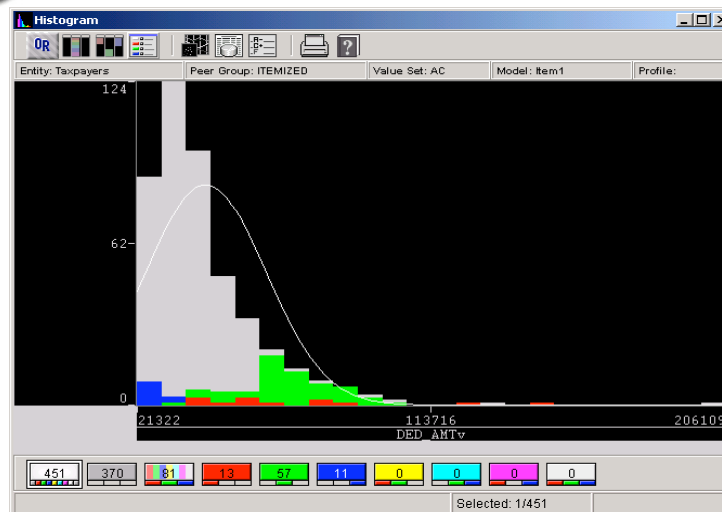 Histogram
OR
Entity: Taxpayers Peer Group: ITEMIZED Value Set: AC Model: Item1 Profile:
124
62
0
21322 113716 206109
DED_AMTv
451 370 81 13 57 11 0 0 0 0
Selected: 1/451